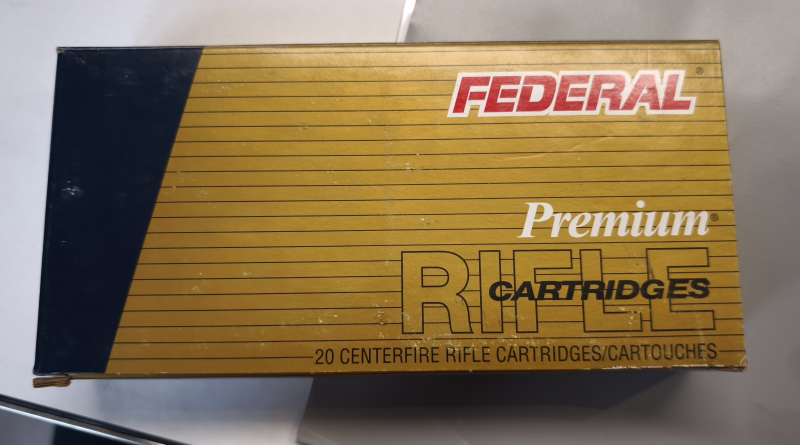 FEDERAL®
Premium®
RIFLE
CARTRIDGES
20 CENTERFIRE RIFLE CARTRIDGES/CARTOUCHES